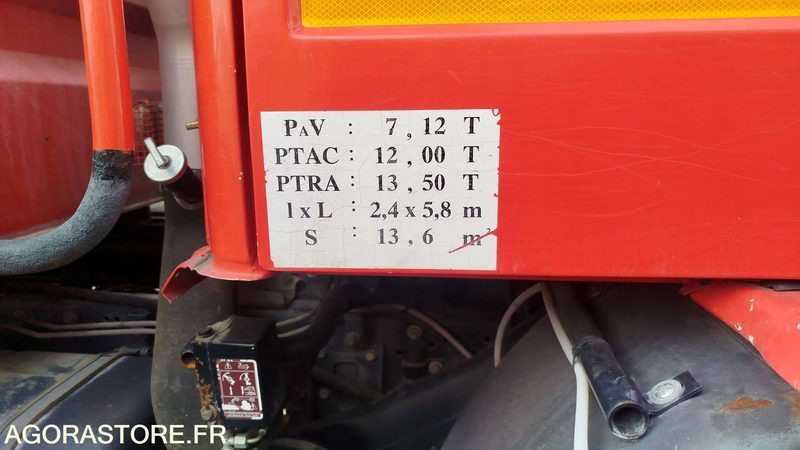 PAV : 7,12 T
PTAC : 12,00 T
PTRA : 13,50 T
l x L : 2,4 x 5,8 m
S : 13,6 m²
AGORASTORE.FR